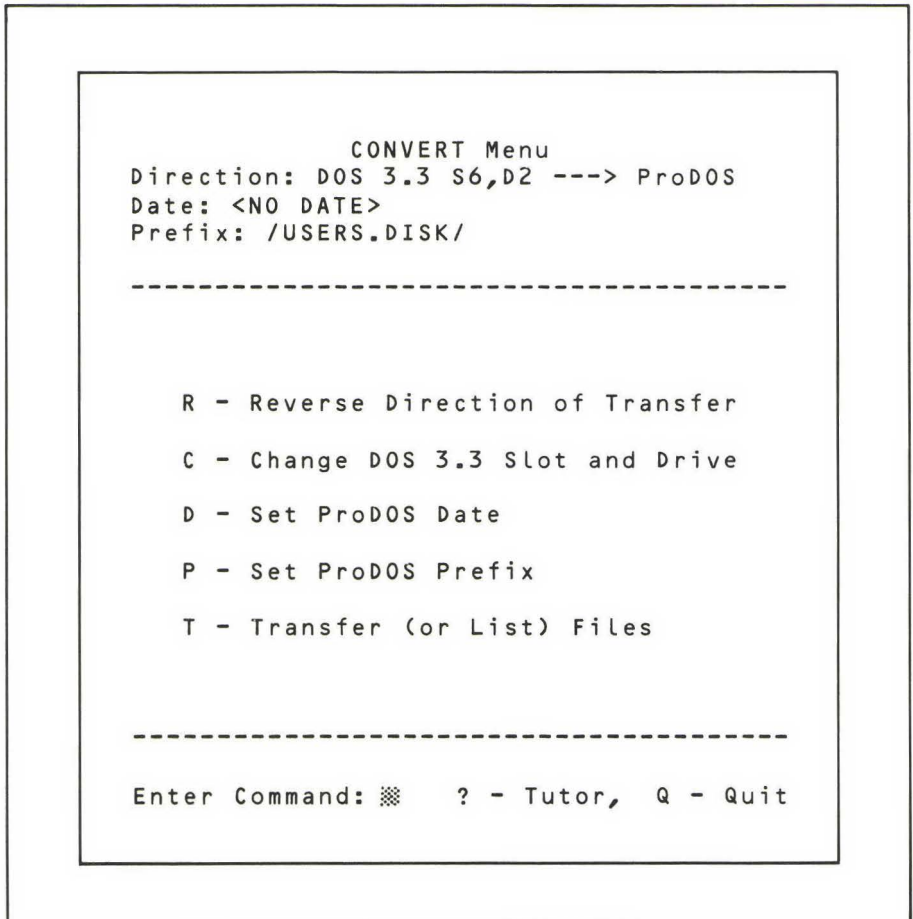 CONVERT Menu
Direction: DOS 3.3 S6,D2 ---> ProDOS
Date: <NO DATE>
Prefix: /USERS.DISK/
---------------------------------------
R - Reverse Direction of Transfer
C - Change DOS 3.3 Slot and Drive
D - Set ProDOS Date
P - Set ProDOS Prefix
T - Transfer (or List) Files
---------------------------------------
Enter Command: ? - Tutor, Q - Quit